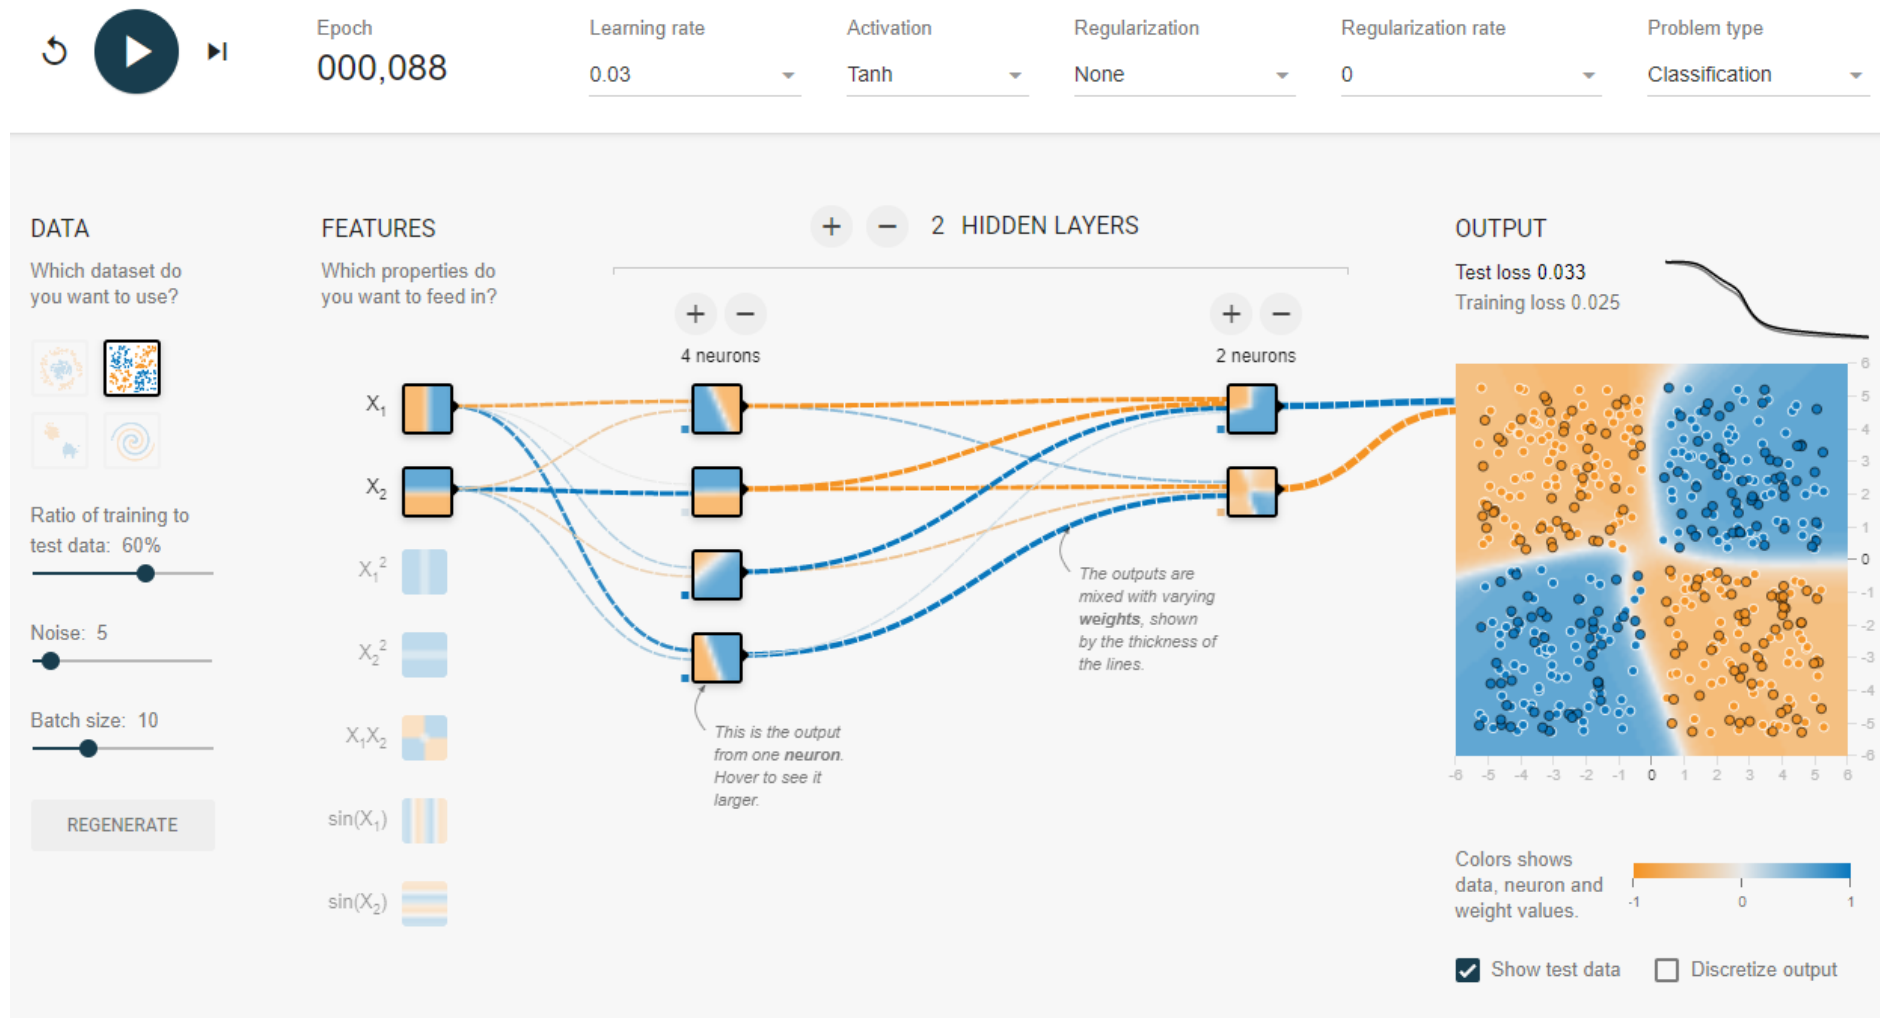 Epoch
000,088
Learning rate
0.03
Activation
Tanh
Regularization
None
Regularization rate
0
Problem type
Classification
DATA
Which dataset do
you want to use?
Ratio of training to
test data: 60%
Noise: 5
Batch size: 10
REGENERATE
FEATURES
Which properties do
you want to feed in?
X₁
X₂
X₁²
X₂²
X₁X₂
sin(X₁)
sin(X₂)
+ − 2 HIDDEN LAYERS
+ −
4 neurons
+ −
2 neurons
The outputs are
mixed with varying
weights, shown
by the thickness of
the lines.
This is the output
from one neuron.
Hover to see it
larger.
OUTPUT
Test loss 0.033
Training loss 0.025
6
5
4
3
2
1
0
-1
-2
-3
-4
-5
-6
-6 -5 -4 -3 -2 -1 0 1 2 3 4 5 6
Colors shows
data, neuron and
weight values.
-1 0 1
Show test data
Discretize output